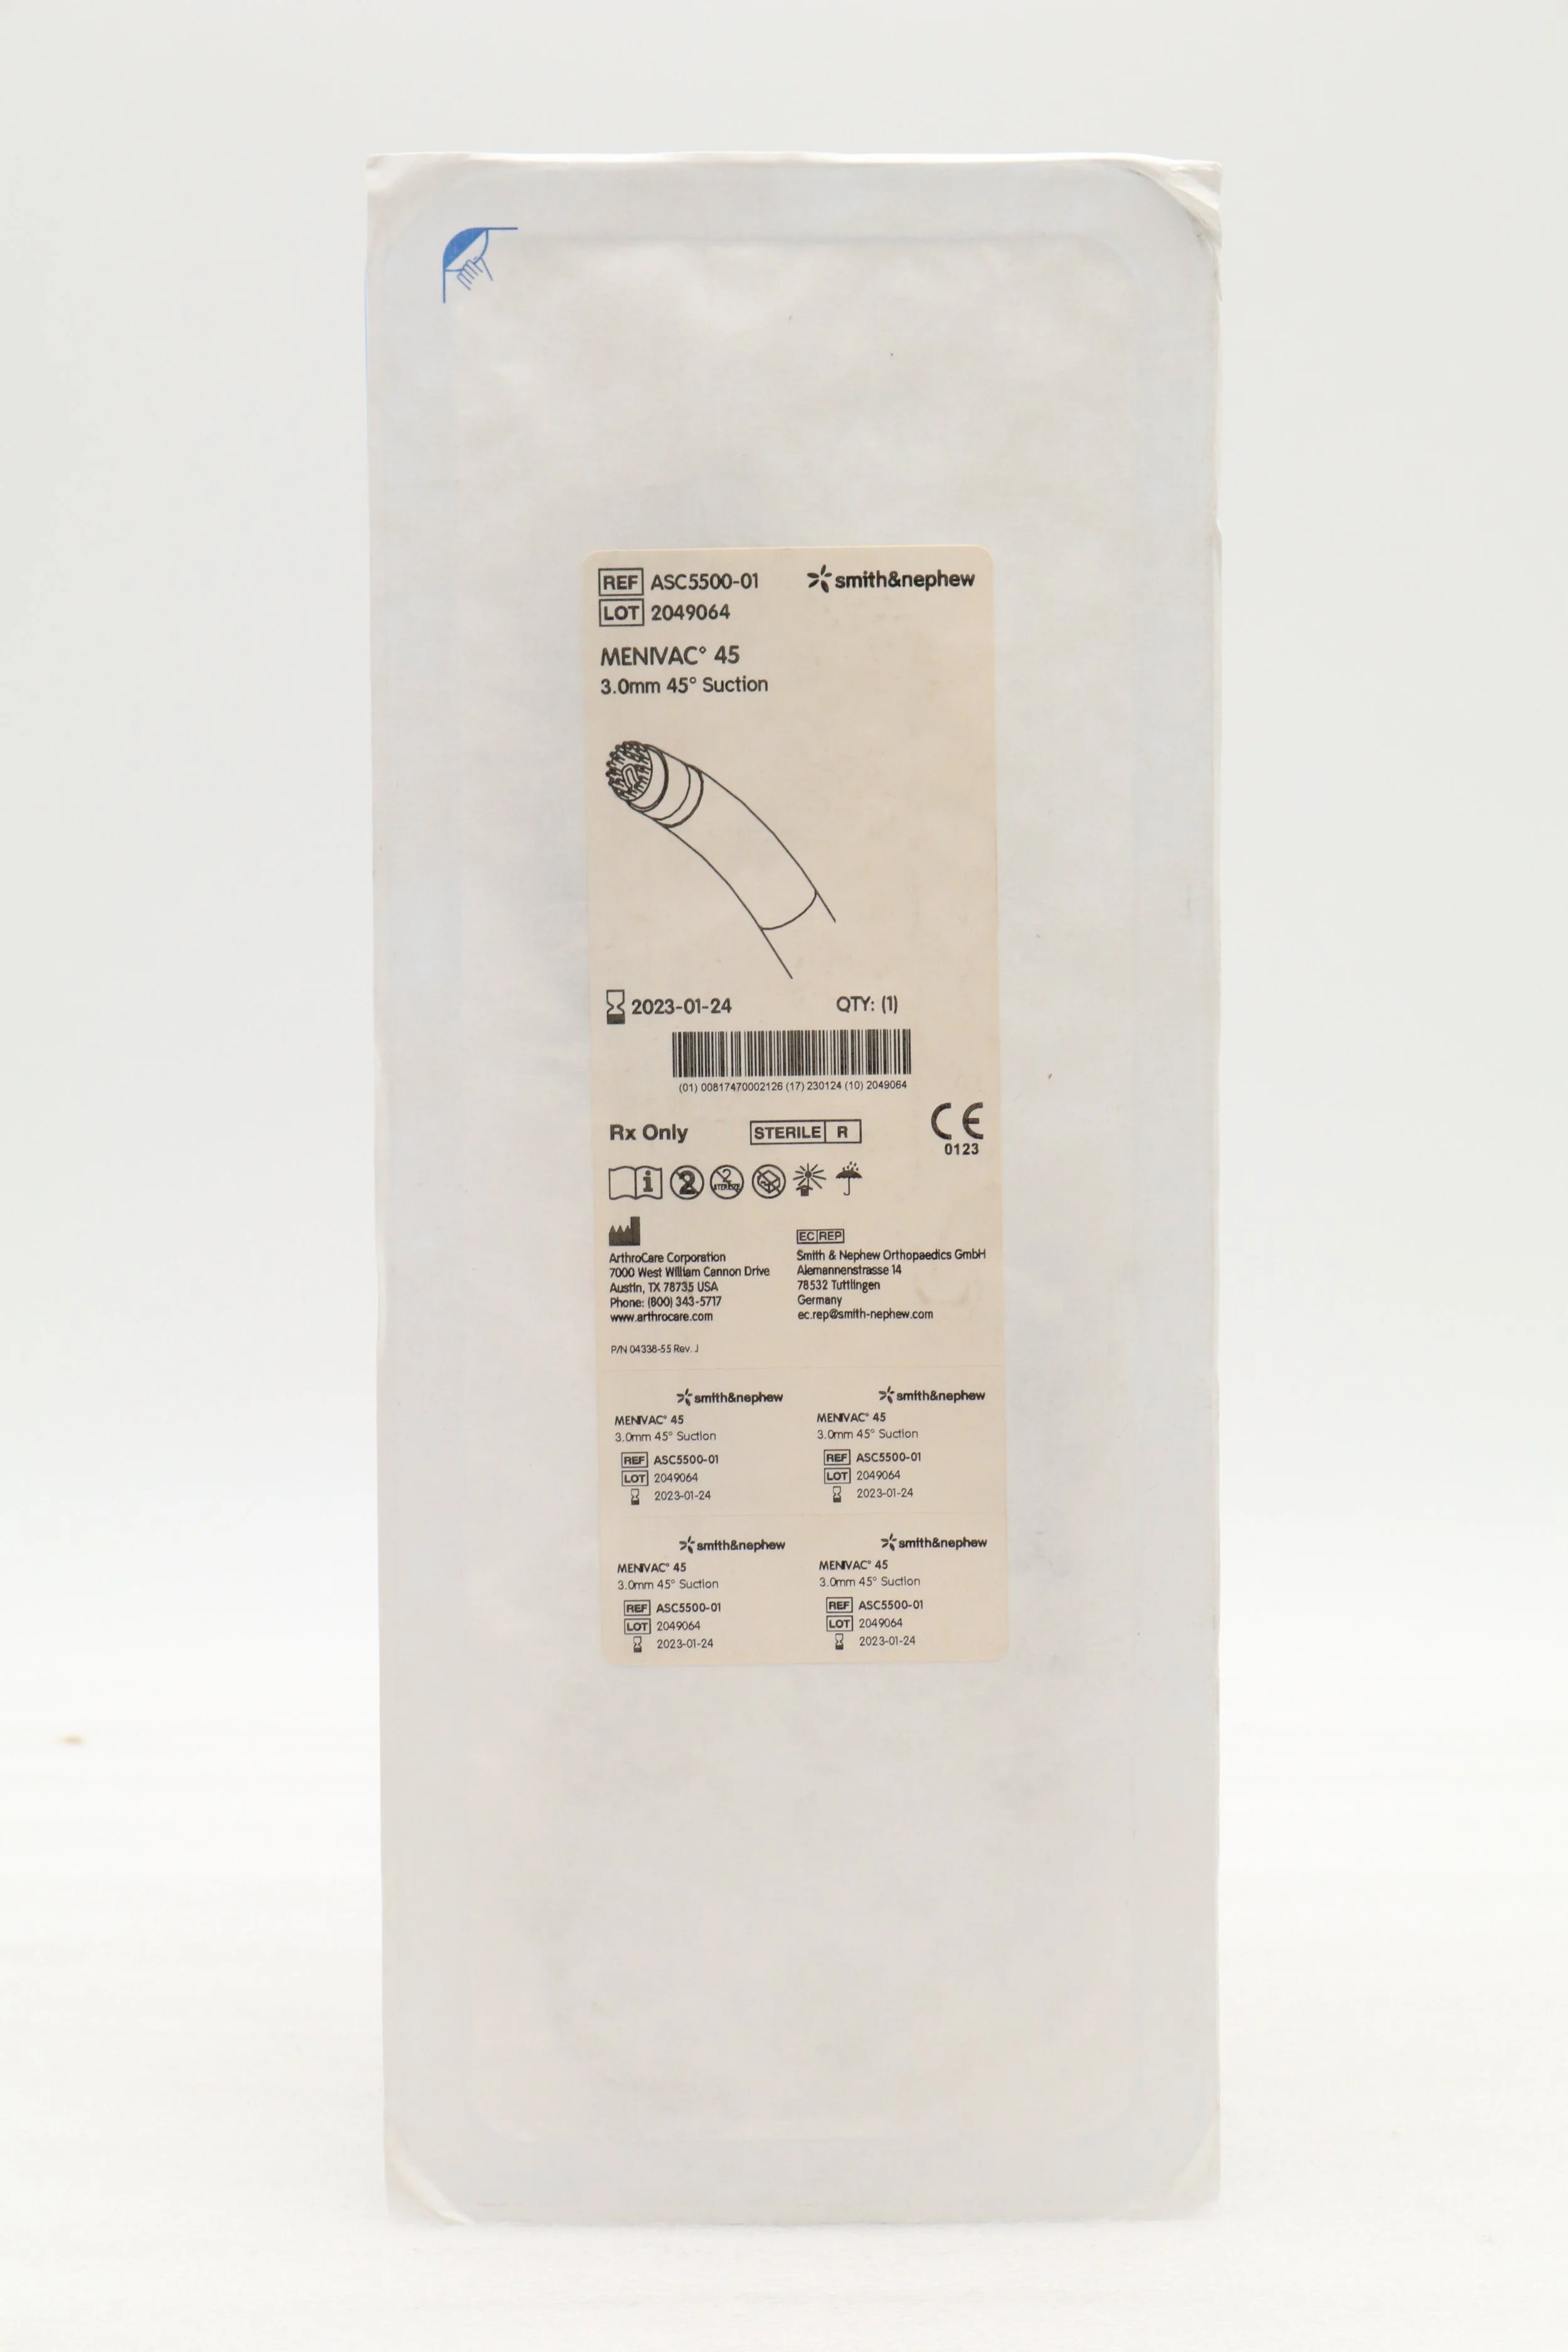 REF ASC5500-01 smith&nephew
LOT 2049064
MENIVAC° 45
3.0mm 45° Suction
2023-01-24 QTY: (1)
(01) 00817470002126 (17) 230124 (10) 2049064
Rx Only STERILE R CE
0123
i 2 2 STERILIZE
ArthroCare Corporation
7000 West William Cannon Drive
Austin, TX 78735 USA
Phone: (800) 343-5717
www.arthrocare.com
EC REP
Smith & Nephew Orthopaedics GmbH
Alemannenstrasse 14
78532 Tuttlingen
Germany
ec.rep@smith-nephew.com
P/N 04338-55 Rev. J
smith&nephew
MENIVAC° 45
3.0mm 45° Suction
REF ASC5500-01
LOT 2049064
2023-01-24
smith&nephew
MENIVAC° 45
3.0mm 45° Suction
REF ASC5500-01
LOT 2049064
2023-01-24
smith&nephew
MENIVAC° 45
3.0mm 45° Suction
REF ASC5500-01
LOT 2049064
2023-01-24
smith&nephew
MENIVAC° 45
3.0mm 45° Suction
REF ASC5500-01
LOT 2049064
2023-01-24